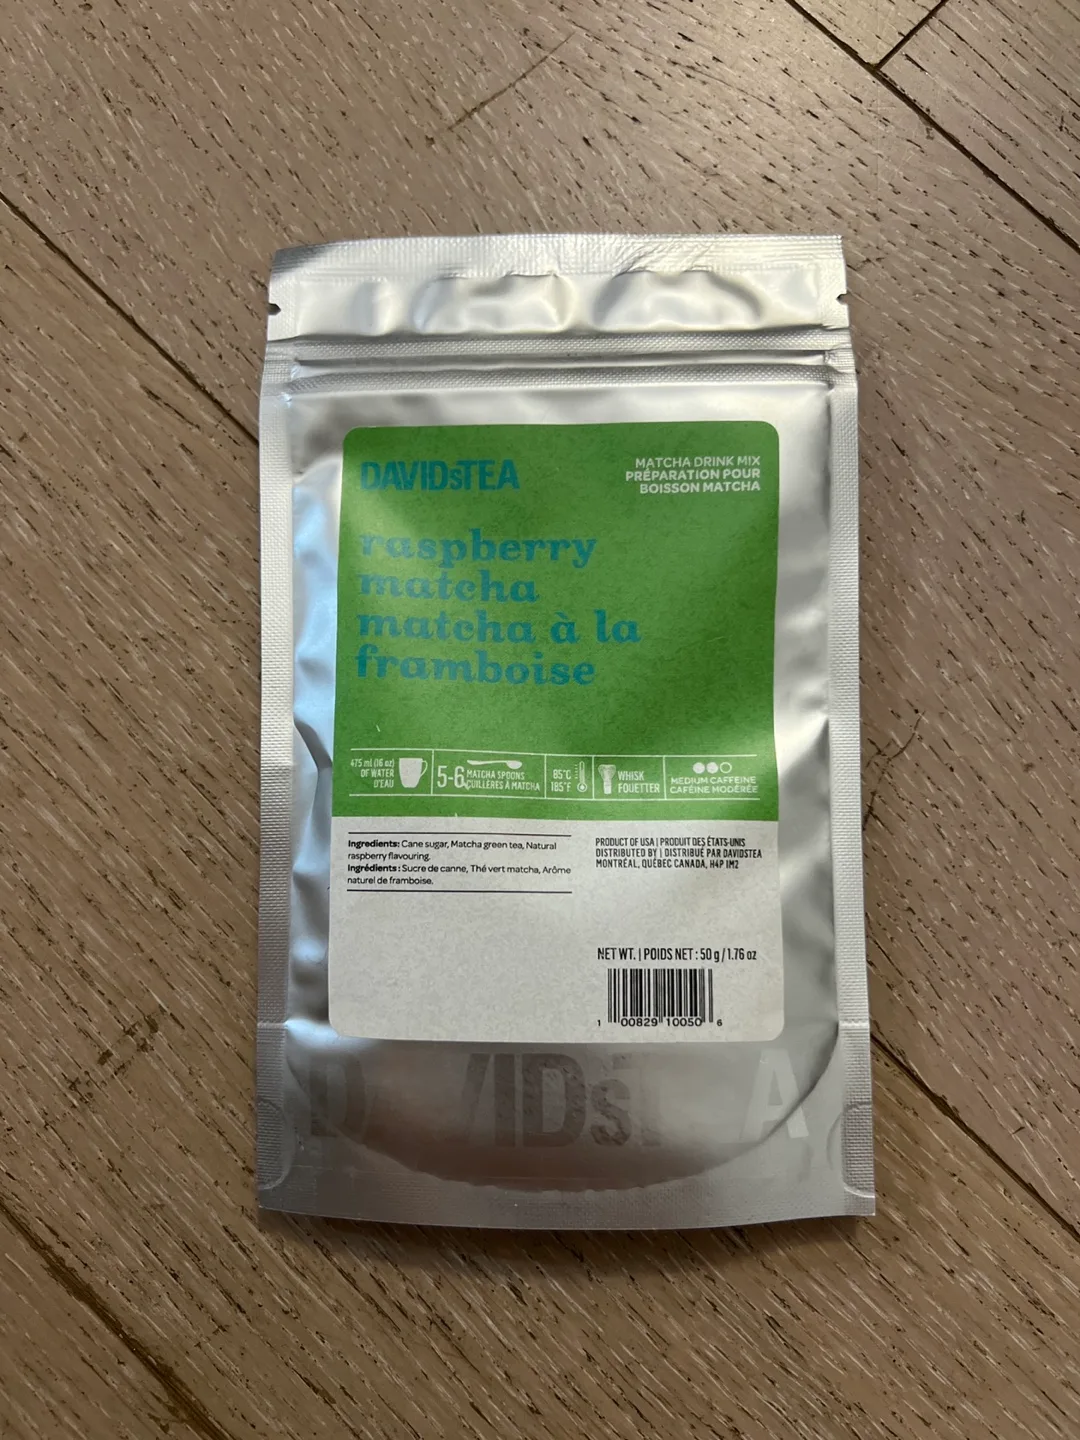 DAVIDsTEA
MATCHA DRINK MIX
PRÉPARATION POUR
BOISSON MATCHA
raspberry
matcha
matcha à la
framboise
475 ml (16 oz)
OF WATER
D'EAU
5-6 MATCHA SPOONS
CUILLÈRES À MATCHA
85°C
185°F
WHISK
FOUETTER
MEDIUM CAFFEINE
CAFÉINE MODÉRÉE
Ingredients: Cane sugar, Matcha green tea, Natural
raspberry flavouring.
Ingrédients : Sucre de canne, Thé vert matcha, Arôme
naturel de framboise.
PRODUCT OF USA | PRODUIT DES ÉTATS-UNIS
DISTRIBUTED BY | DISTRIBUÉ PAR DAVIDSTEA
MONTRÉAL, QUÉBEC CANADA, H4P 1M2
NET WT. | POIDS NET : 50 g / 1.76 oz
1 00829 10050 6
DAVIDsTEA